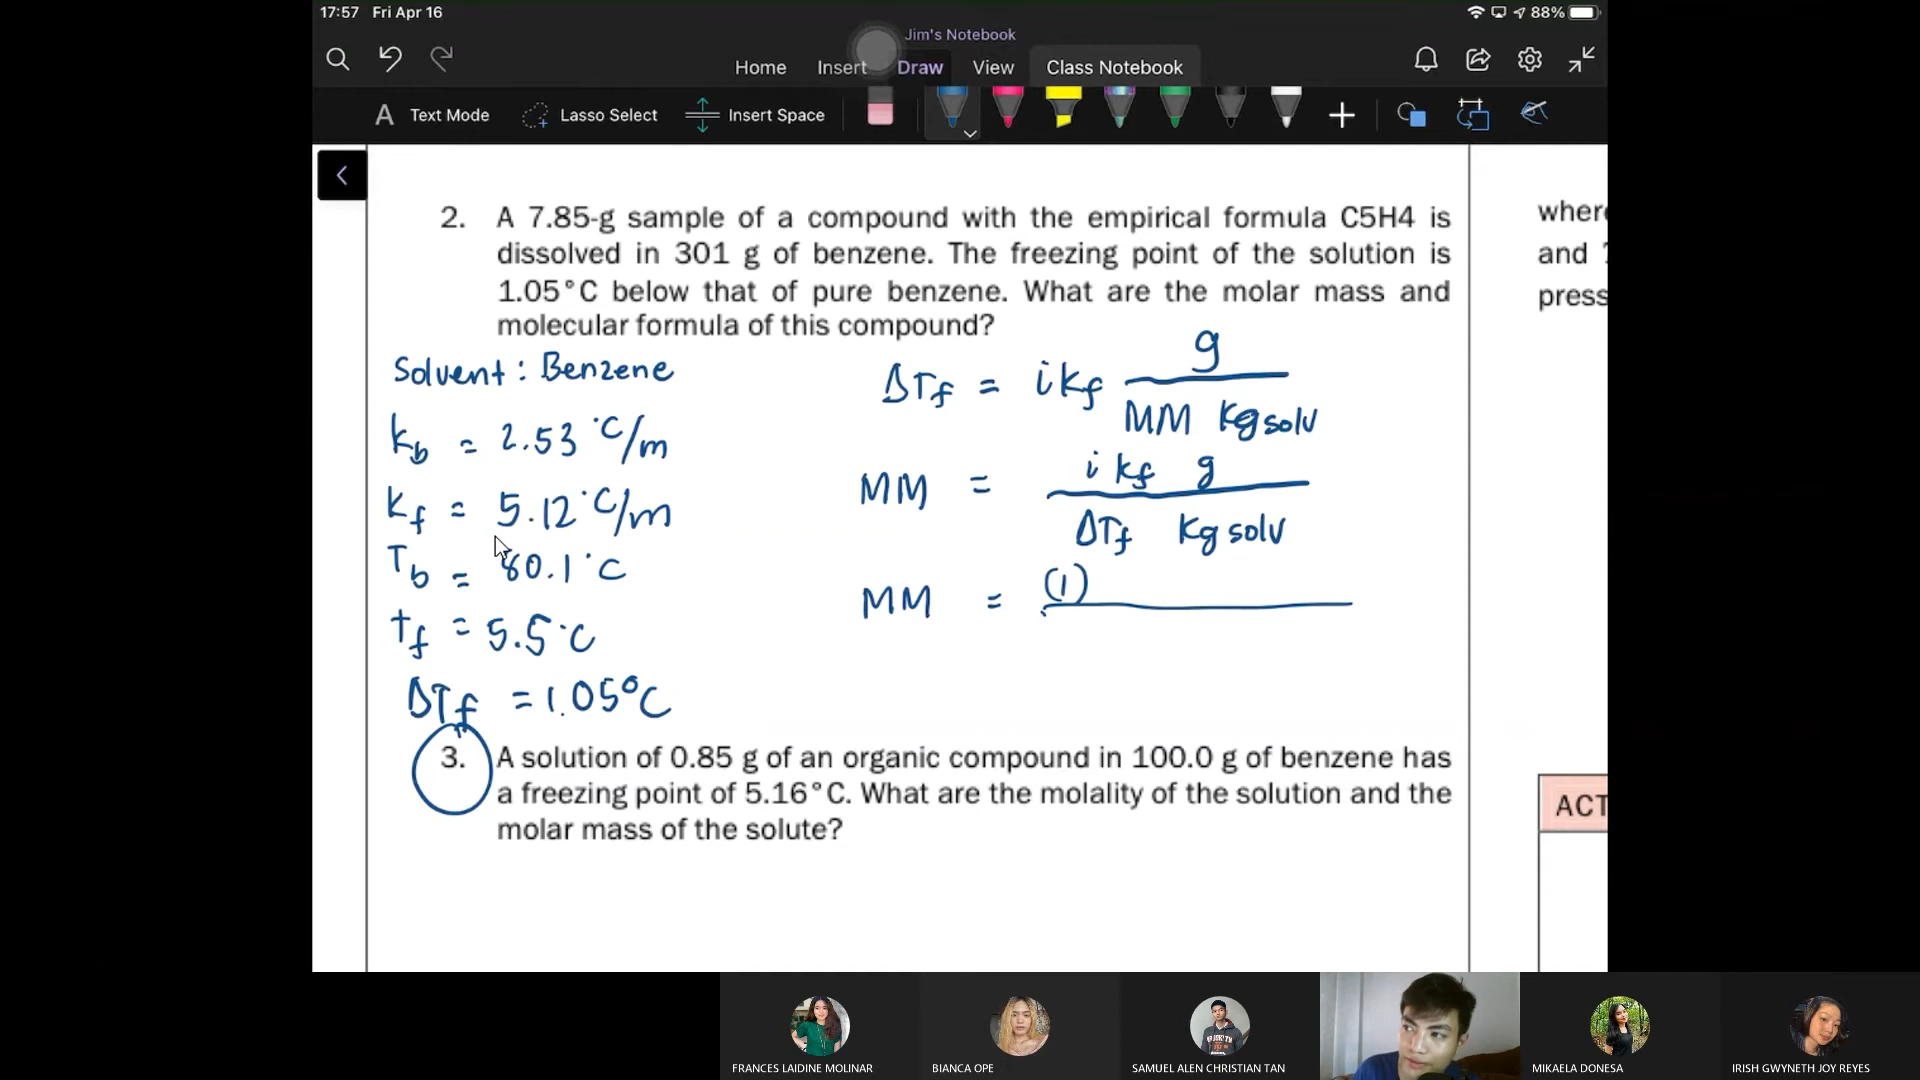 17:57 Fri Apr 16
88%
Jim's Notebook
Home Insert Draw View Class Notebook
A Text Mode Lasso Select Insert Space
2. A 7.85-g sample of a compound with the empirical formula C5H4 is
dissolved in 301 g of benzene. The freezing point of the solution is
1.05°C below that of pure benzene. What are the molar mass and
molecular formula of this compound?
Solvent: Benzene
kb = 2.53 °C/m
kf = 5.12 °C/m
Tb = 80.1 °C
tf = 5.5 °C
ΔTf = 1.05°C
ΔTf = i kf g
MM kg solv
MM = i kf g
ΔTf kg solv
MM = (1)
3. A solution of 0.85 g of an organic compound in 100.0 g of benzene has
a freezing point of 5.16°C. What are the molality of the solution and the
molar mass of the solute?
where
and
press
ACT
FRANCES LAIDINE MOLINAR BIANCA OPE SAMUEL ALEN CHRISTIAN TAN MIKAELA DONESA IRISH GWYNETH JOY REYES